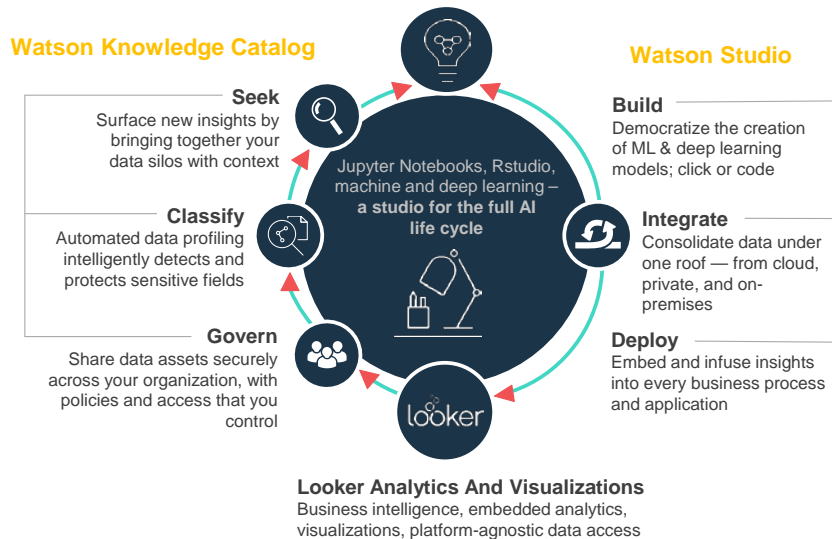 Watson Knowledge Catalog
Seek
Surface new insights by
bringing together your
data silos with context
Classify
Automated data profiling
intelligently detects and
protects sensitive fields
Govern
Share data assets securely
across your organization, with
policies and access that you
control
Jupyter Notebooks, Rstudio,
machine and deep learning –
a studio for the full AI
life cycle
looker
Watson Studio
Build
Democratize the creation
of ML & deep learning
models; click or code
Integrate
Consolidate data under
one roof — from cloud,
private, and on-
premises
Deploy
Embed and infuse insights
into every business process
and application
Looker Analytics And Visualizations
Business intelligence, embedded analytics,
visualizations, platform-agnostic data access